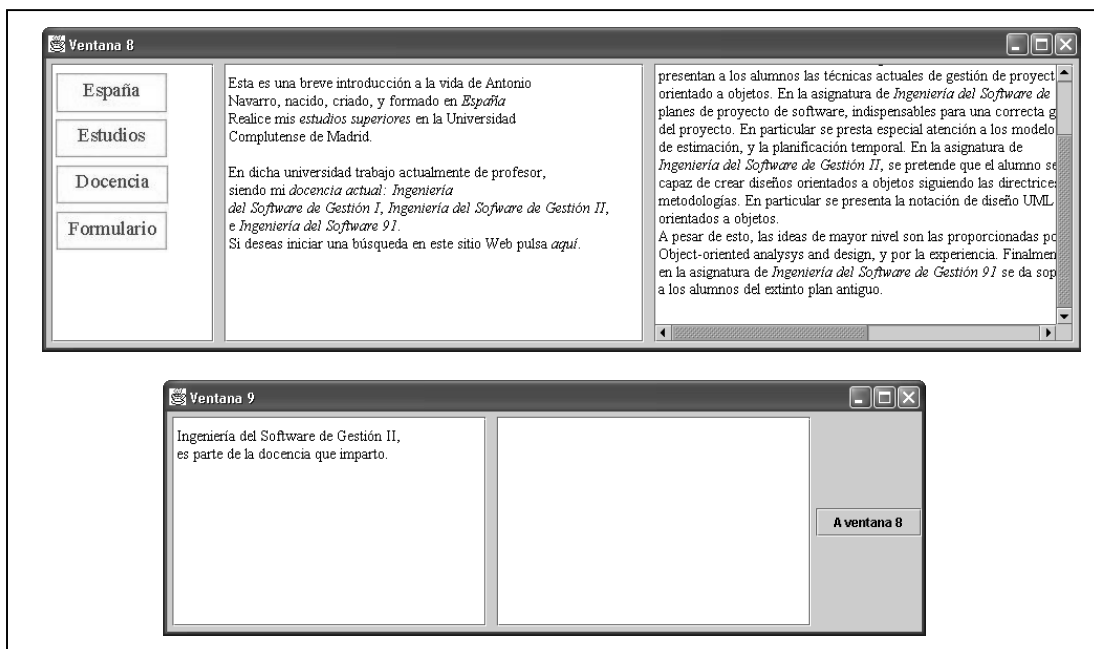 Ventana 8
España
Estudios
Docencia
Formulario
Esta es una breve introducción a la vida de Antonio
Navarro, nacido, criado, y formado en España
Realice mis estudios superiores en la Universidad
Complutense de Madrid.
En dicha universidad trabajo actualmente de profesor,
siendo mi docencia actual: Ingeniería
del Software de Gestión I, Ingeniería del Sofware de Gestión II,
e Ingeniería del Software 91.
Si deseas iniciar una búsqueda en este sitio Web pulsa aquí.
presentan a los alumnos las técnicas actuales de gestión de proyect
orientado a objetos. En la asignatura de Ingeniería del Software de
planes de proyecto de software, indispensables para una correcta g
del proyecto. En particular se presta especial atención a los modelo
de estimación, y la planificación temporal. En la asignatura de
Ingeniería del Software de Gestión II, se pretende que el alumno se
capaz de crear diseños orientados a objetos siguiendo las directrice
metodologías. En particular se presenta la notación de diseño UML
orientados a objetos.
A pesar de esto, las ideas de mayor nivel son las proporcionadas po
Object-oriented analysys and design, y por la experiencia. Finalmen
en la asignatura de Ingeniería del Software de Gestión 91 se da sop
a los alumnos del extinto plan antiguo.
Ventana 9
Ingeniería del Software de Gestión II,
es parte de la docencia que imparto.
A ventana 8